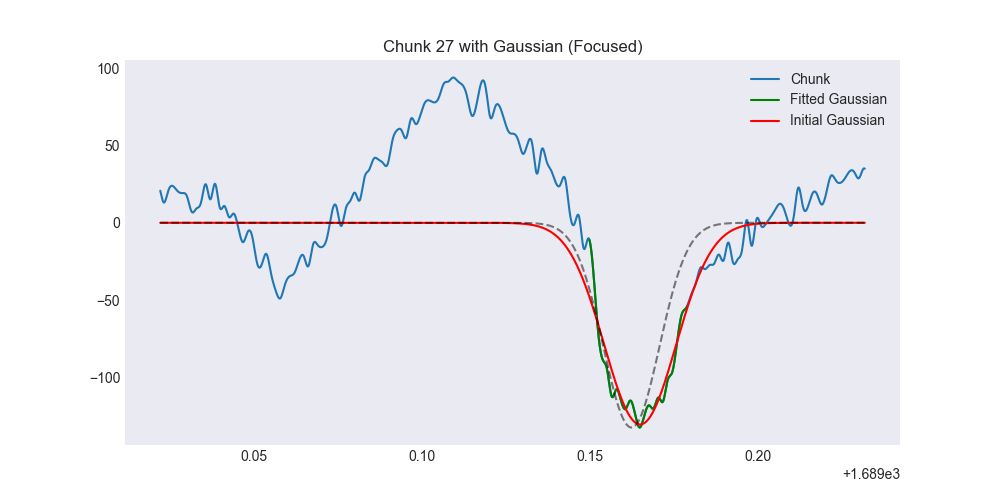 Chunk 27 with Gaussian (Focused)
Chunk
Fitted Gaussian
Initial Gaussian
100
50
0
−50
−100
0.05 0.10 0.15 0.20
+1.689e3